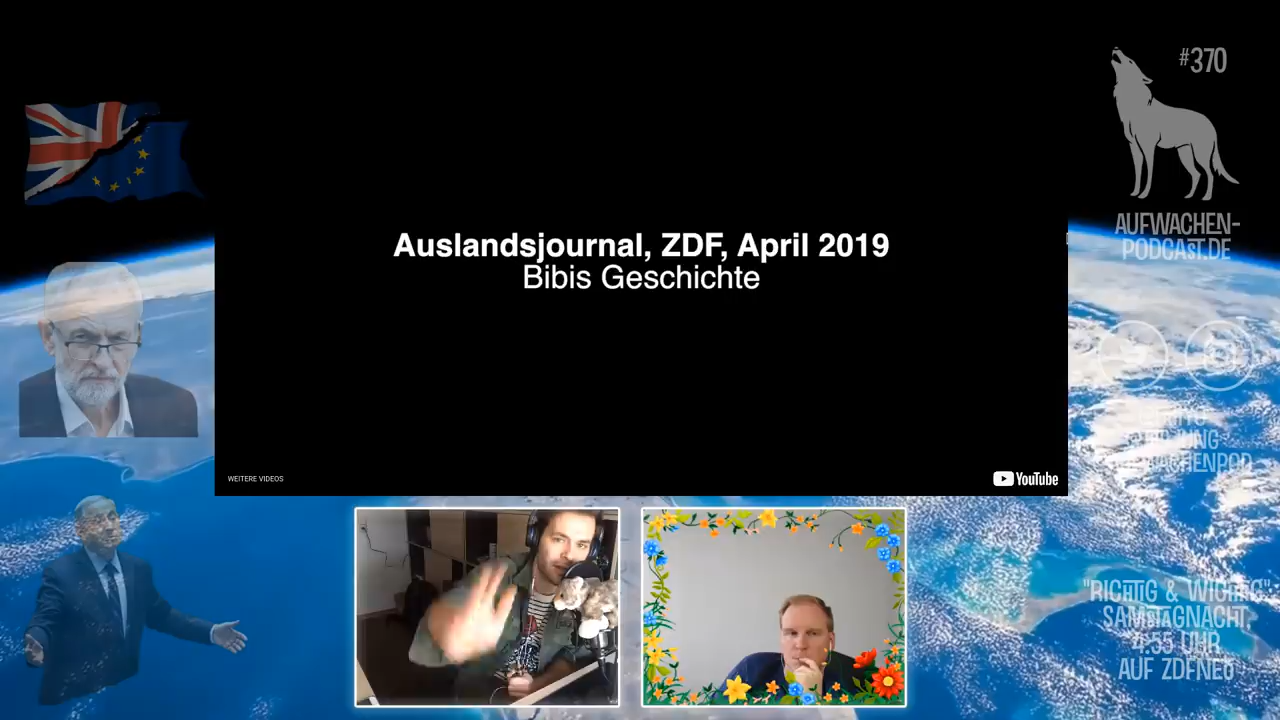 #370
AUFWACHEN-
PODCAST.DE
Auslandsjournal, ZDF, April 2019
Bibis Geschichte
WEITERE VIDEOS
YouTube
"RICHTIG & WICHTIG"
SAMSTAGNACHT,
4:55 UHR
AUF ZDFNEO